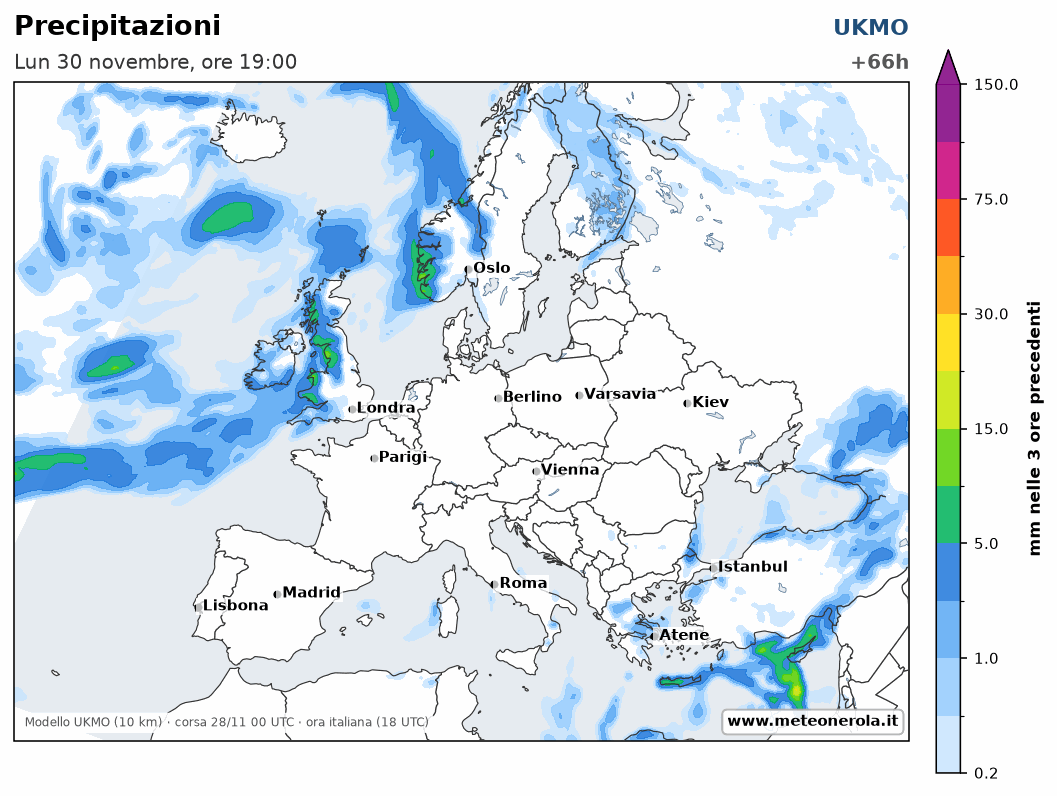 Precipitazioni
UKMO
Lun 30 novembre, ore 19:00
+66h
150.0
75.0
30.0
15.0
5.0
1.0
0.2
mm nelle 3 ore precedenti
Oslo
Londra
Berlino
Varsavia
Kiev
Parigi
Vienna
Istanbul
Roma
Madrid
Lisbona
Atene
Modello UKMO (10 km) · corsa 28/11 00 UTC · ora italiana (18 UTC)
www.meteonerola.it